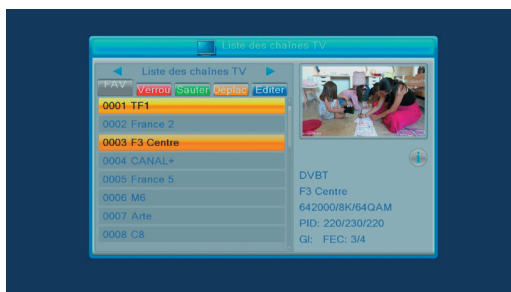 Liste des chaînes TV
Liste des chaînes TV
FAV Verrou Sauter Deplac Editer
0001 TF1
0002 France 2
0003 F3 Centre
0004 CANAL+
0005 France 5
0006 M6
0007 Arte
0008 C8
DVBT
F3 Centre
642000/8K/64QAM
PID: 220/230/220
GI: FEC: 3/4